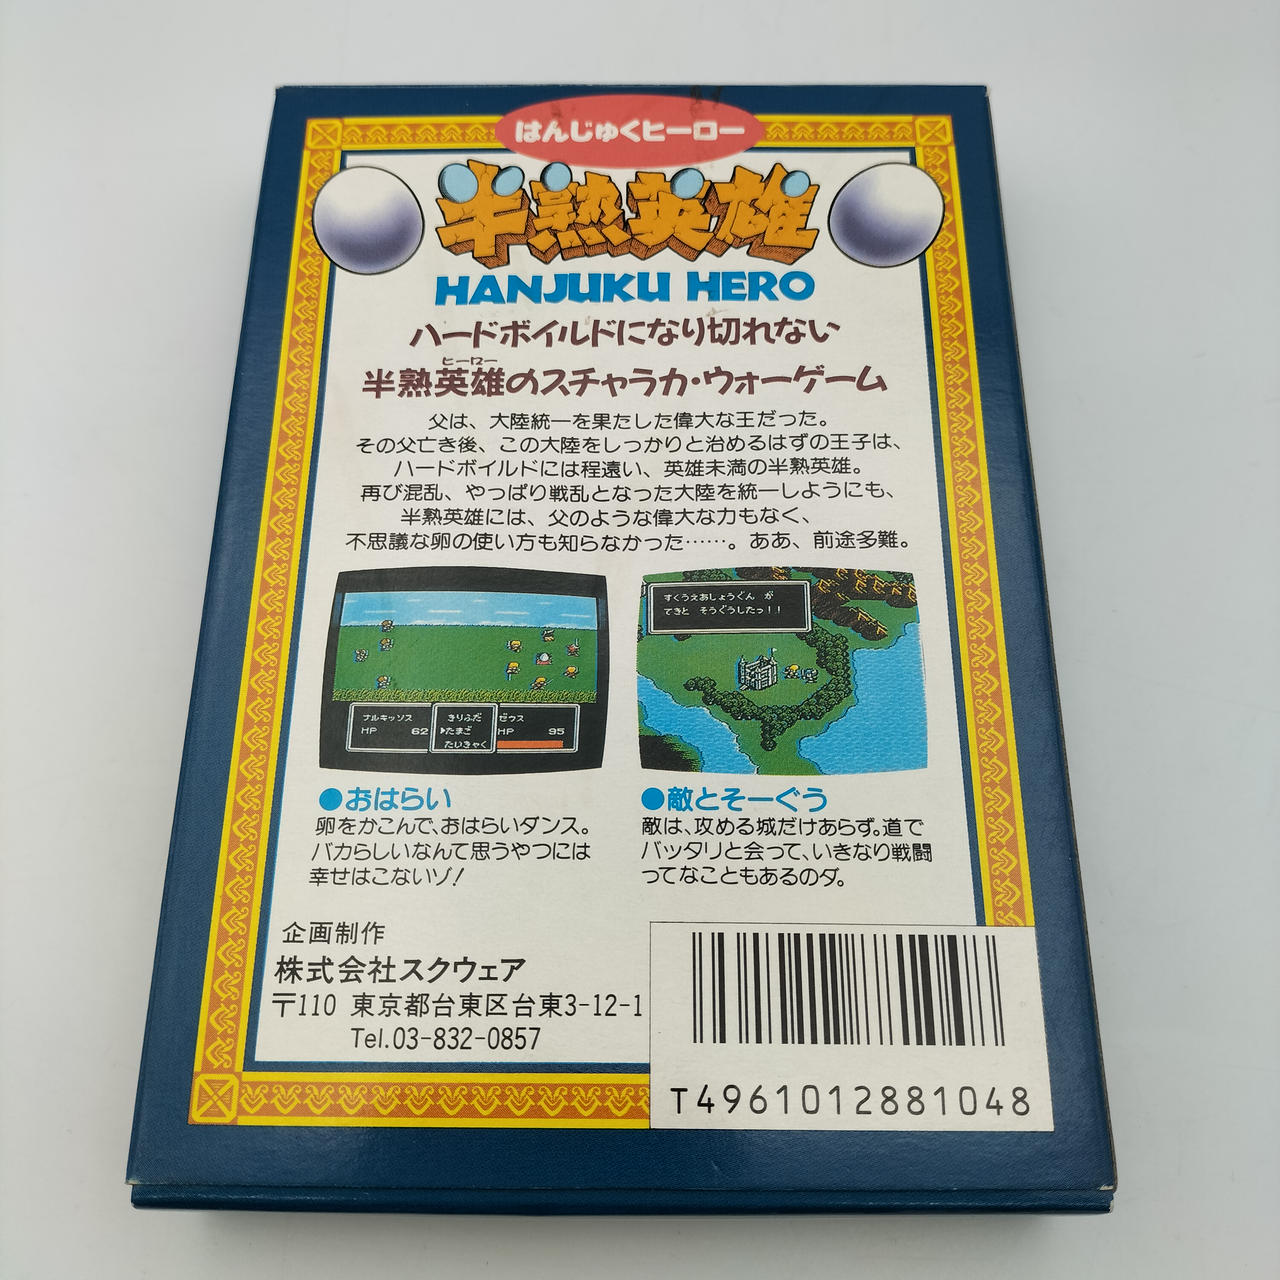 はんじゅくヒーロー
半熟英雄
HANJUKU HERO
ハードボイルドになり切れない
ヒーロー
半熟英雄のスチャラカ・ウォーゲーム
父は、大陸統一を果たした偉大な王だった。
その父亡き後、この大陸をしっかりと治めるはずの王子は、
ハードボイルドには程遠い、英雄未満の半熟英雄。
再び混乱、やっぱり戦乱となった大陸を統一しようにも、
半熟英雄には、父のような偉大な力もなく、
不思議な卵の使い方も知らなかった……。ああ、前途多難。
ナルキッソス
HP 62
きりふだ
▶たまご
たいきゃく
ゼウス
HP 95
すくうえあしょうぐん が
てきと そうぐうしたっ!!
●おはらい
卵をかこんで、おはらいダンス。
バカらしいなんて思うやつには
幸せはこないゾ!
●敵とそーぐう
敵は、攻める城だけあらず。道で
バッタリと会って、いきなり戦闘
ってなこともあるのダ。
企画制作
株式会社スクウェア
〒110 東京都台東区台東3-12-1
Tel.03-832-0857
T4961012881048